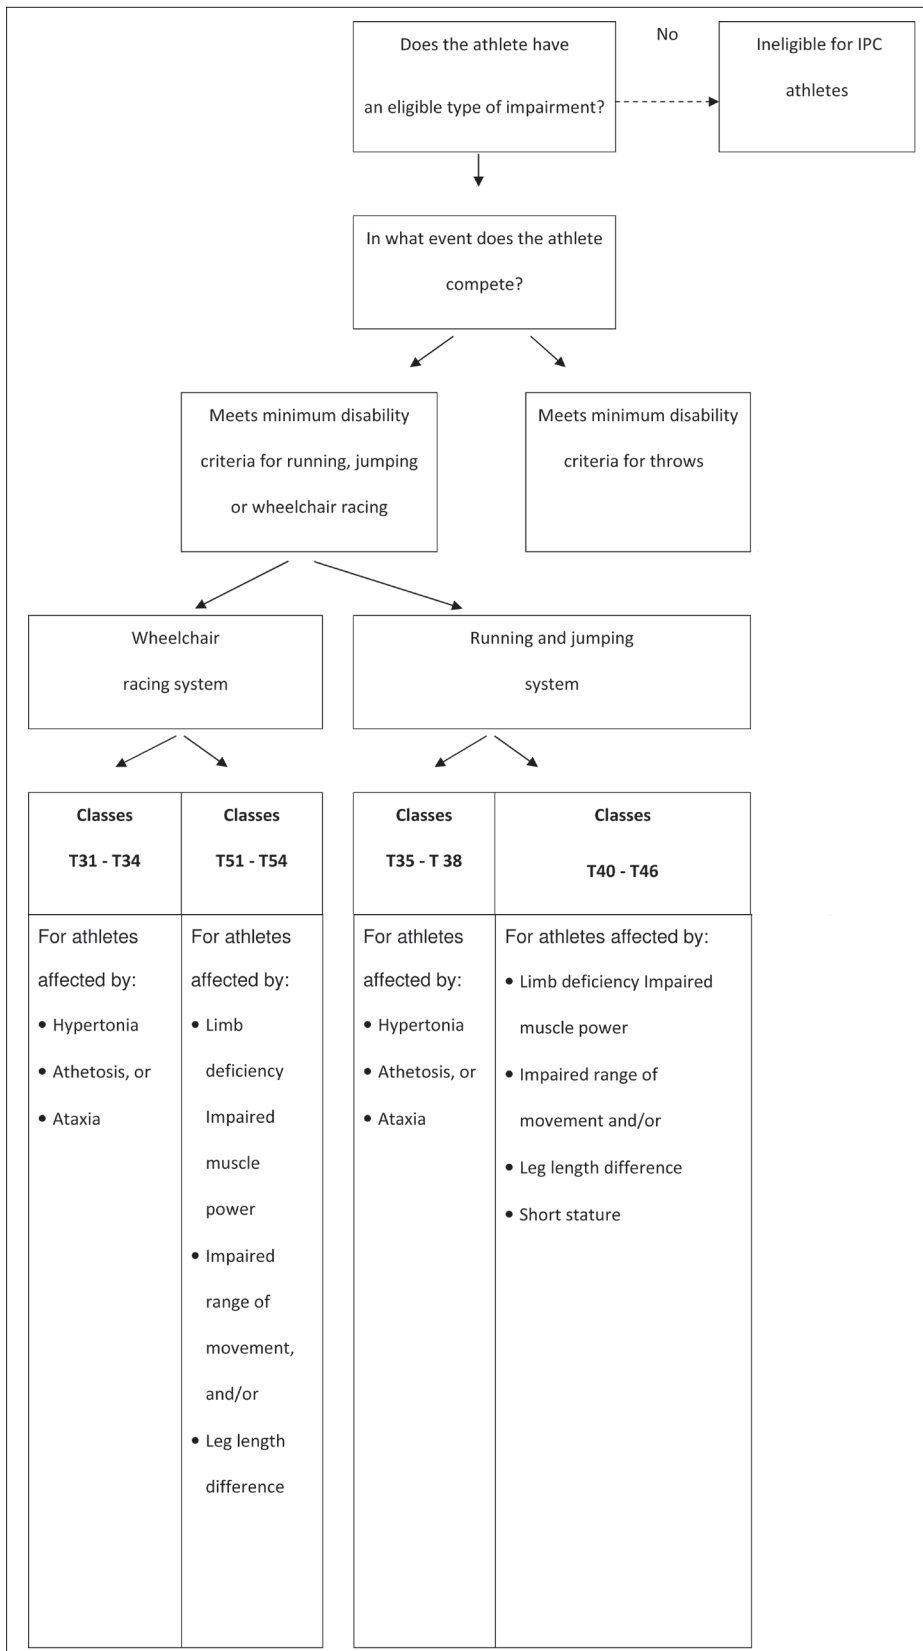 Does the athlete have
an eligible type of impairment?
No
Ineligible for IPC
athletes
In what event does the athlete
compete?
Meets minimum disability
criteria for running, jumping
or wheelchair racing
Meets minimum disability
criteria for throws
Wheelchair
racing system
Running and jumping
system
Classes
T31 - T34
Classes
T51 - T54
Classes
T35 - T 38
Classes
T40 - T46
For athletes
affected by:
• Hypertonia
• Athetosis, or
• Ataxia
For athletes
affected by:
• Limb
deficiency
Impaired
muscle
power
• Impaired
range of
movement,
and/or
• Leg length
difference
For athletes
affected by:
• Hypertonia
• Athetosis, or
• Ataxia
For athletes affected by:
• Limb deficiency Impaired
muscle power
• Impaired range of
movement and/or
• Leg length difference
• Short stature